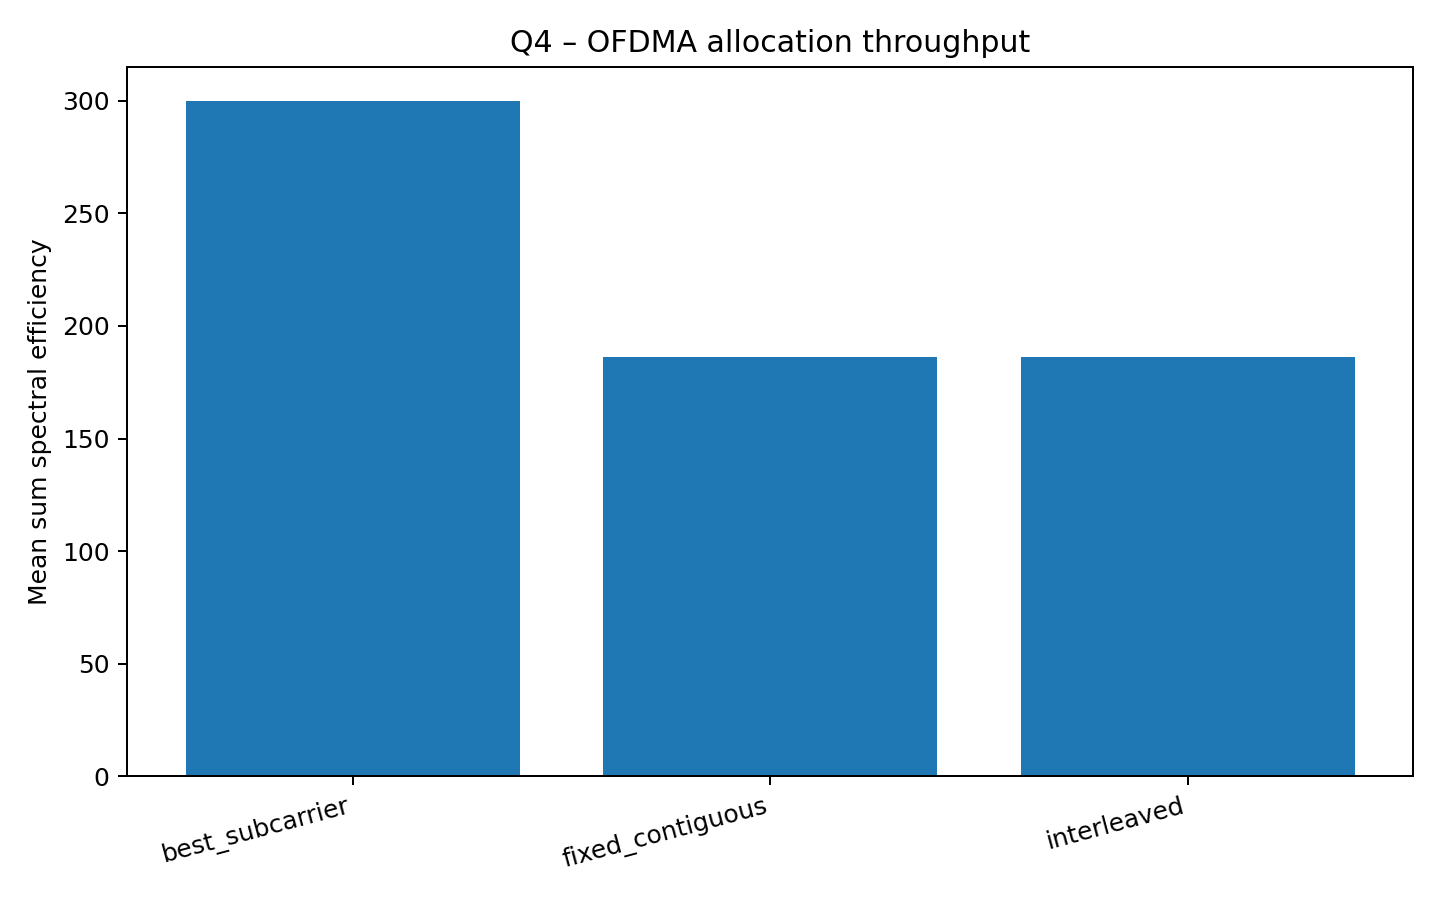 Q4 – OFDMA allocation throughput
Mean sum spectral efficiency
300
250
200
150
100
50
0
best_subcarrier
fixed_contiguous
interleaved